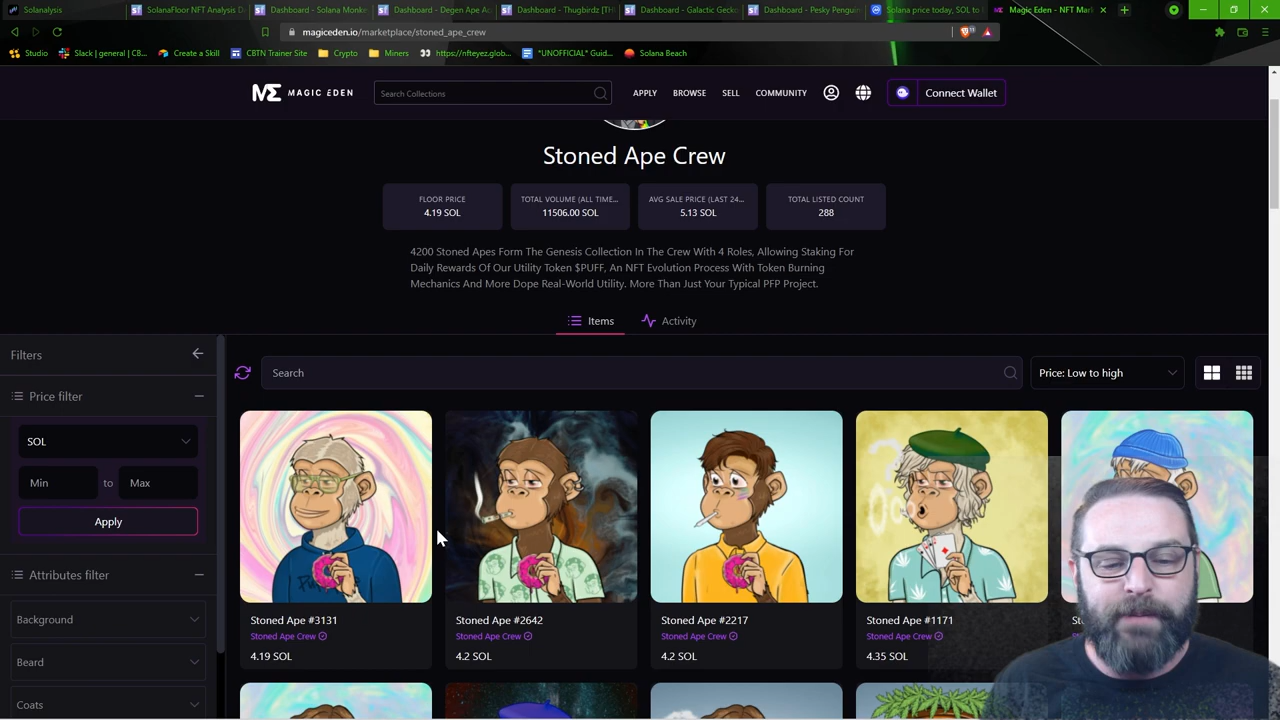 Solanalysis
SolanaFloor NFT Analysis D
Dashboard - Solana Monke
Dashboard - Degen Ape Ac
Dashboard - Thugbirdz [TH
Dashboard - Galactic Gecko
Dashboard - Pesky Penguin
Solana price today, SOL to
Magic Eden - NFT Mar
magiceden.io/marketplace/stoned_ape_crew
Studio
Slack | general | CB...
Create a Skill
CBTN Trainer Site
Crypto
Miners
https://nfteyez.glob...
*UNOFFICIAL* Guid...
Solana Beach
MAGIC EDEN
Search Collections
APPLY
BROWSE
SELL
COMMUNITY
Connect Wallet
Stoned Ape Crew
FLOOR PRICE
4.19 SOL
TOTAL VOLUME (ALL TIME...
11506.00 SOL
AVG SALE PRICE (LAST 24...
5.13 SOL
TOTAL LISTED COUNT
288
4200 Stoned Apes Form The Genesis Collection In The Crew With 4 Roles, Allowing Staking For
Daily Rewards Of Our Utility Token $PUFF, An NFT Evolution Process With Token Burning
Mechanics And More Dope Real-World Utility. More Than Just Your Typical PFP Project.
Items
Activity
Filters
Price filter
SOL
Min
to
Max
Apply
Attributes filter
Background
Beard
Coats
Search
Price: Low to high
Stoned Ape #3131
Stoned Ape Crew
4.19 SOL
Stoned Ape #2642
Stoned Ape Crew
4.2 SOL
Stoned Ape #2217
Stoned Ape Crew
4.2 SOL
Stoned Ape #1171
Stoned Ape Crew
4.35 SOL